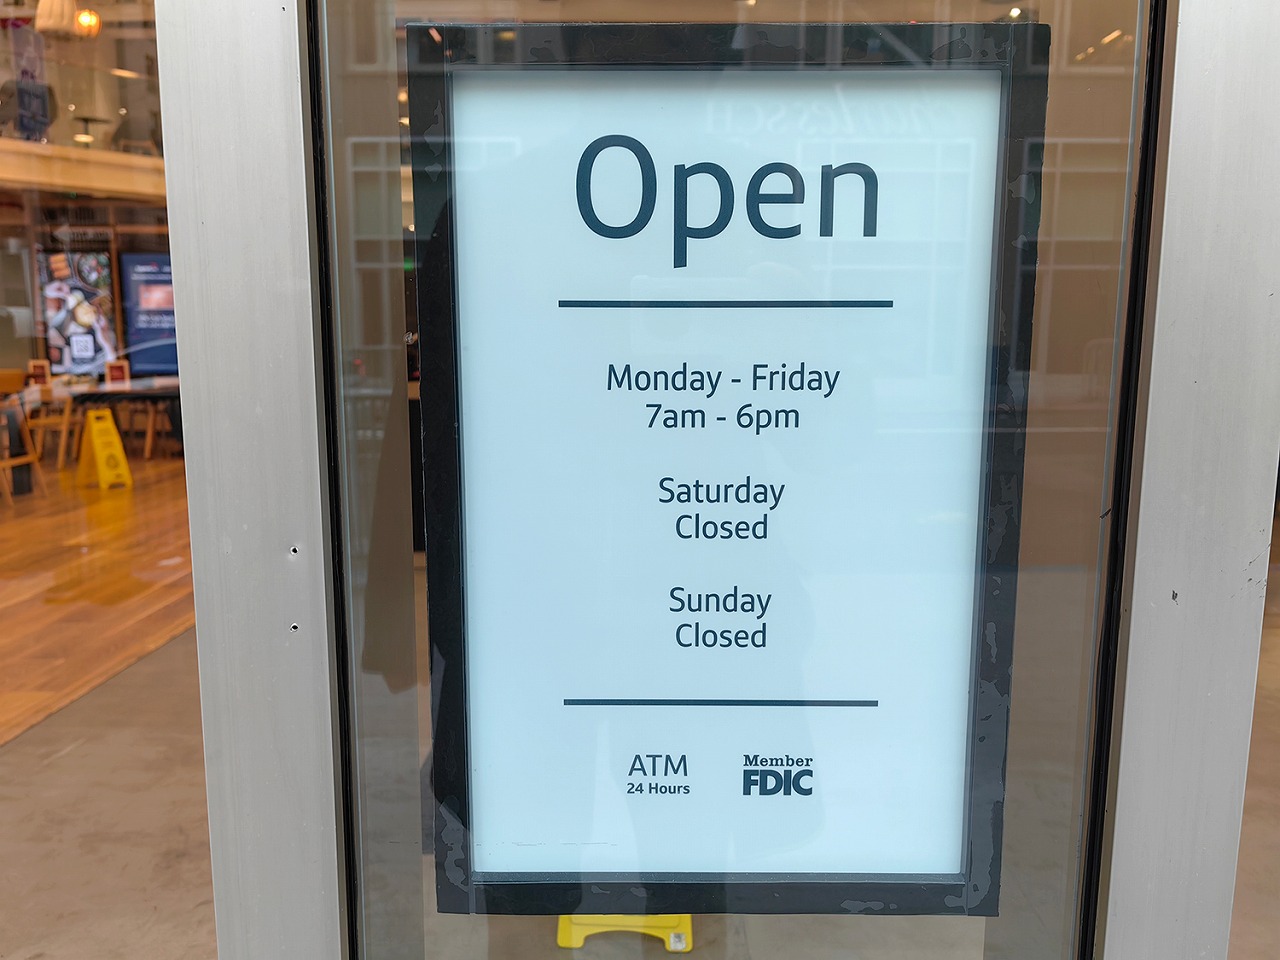 Open
Monday - Friday
7am - 6pm
Saturday
Closed
Sunday
Closed
ATM
24 Hours
Member
FDIC